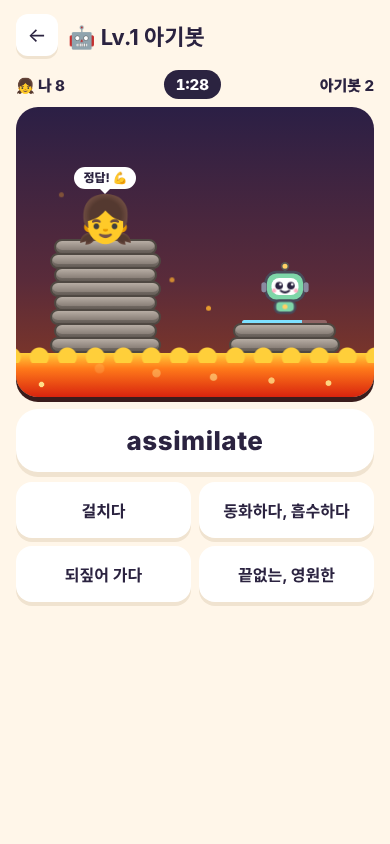 Lv.1 아기봇
나 8
1:28
아기봇 2
정답!
assimilate
걸치다
동화하다, 흡수하다
되짚어 가다
끝없는, 영원한